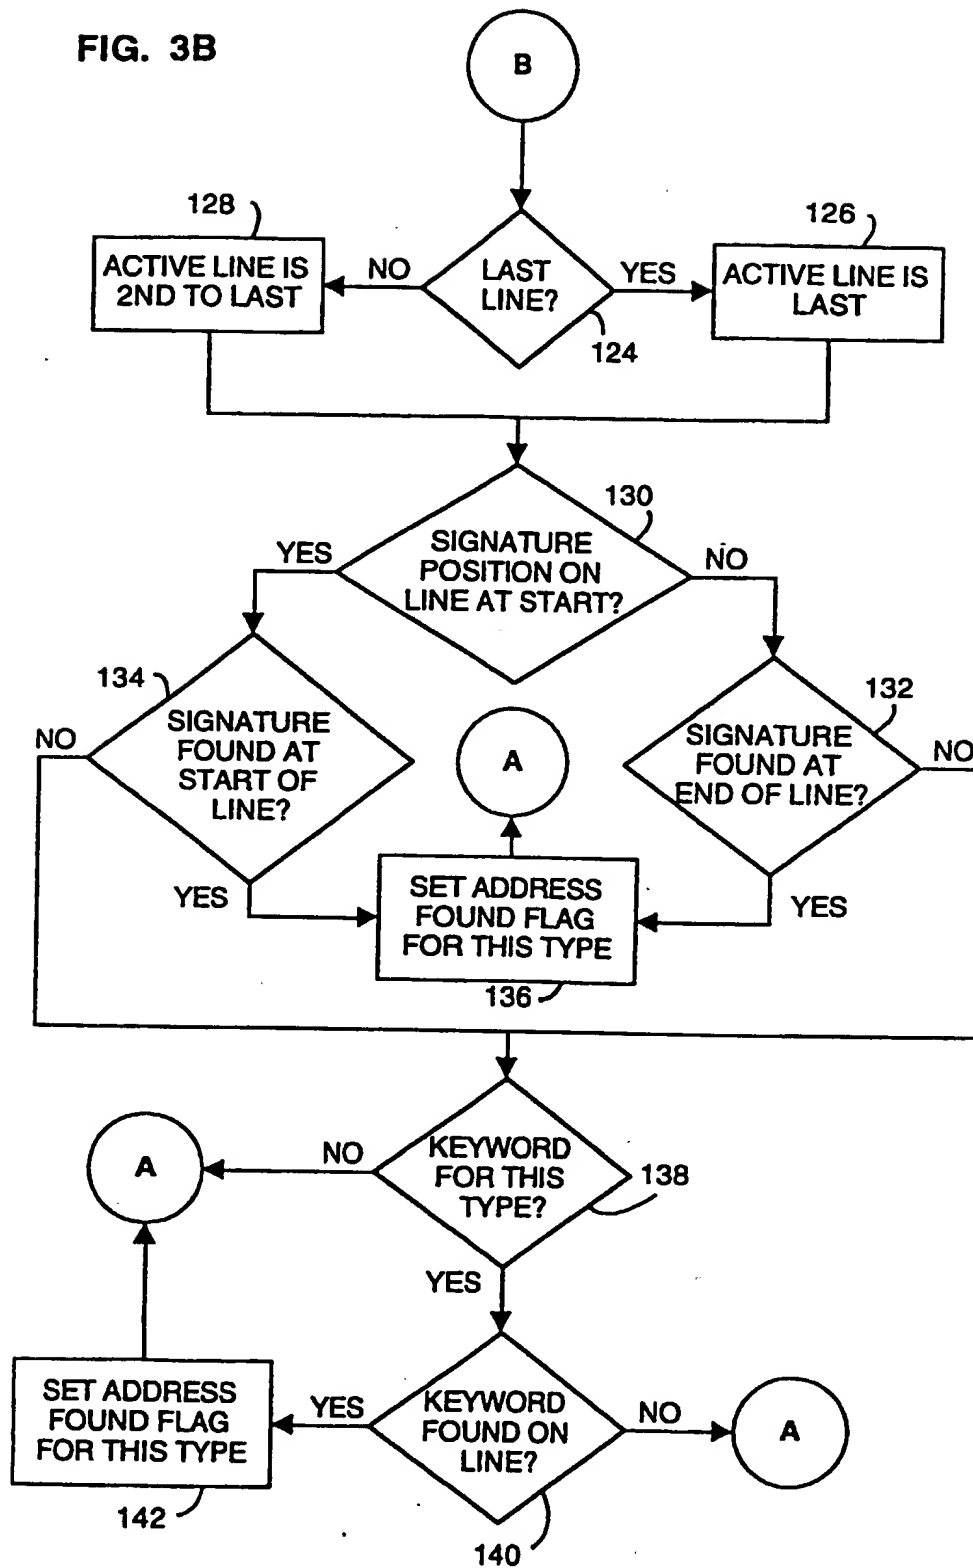 FIG. 3B
B
128
126
ACTIVE LINE IS
2ND TO LAST
NO
LAST
LINE?
YES
ACTIVE LINE IS
LAST
124
130
YES
SIGNATURE
POSITION ON
LINE AT START?
NO
134
132
NO
SIGNATURE
FOUND AT
START OF
LINE?
A
SIGNATURE
FOUND AT
END OF LINE?
NO
YES
SET ADDRESS
FOUND FLAG
FOR THIS TYPE
YES
136
A
NO
KEYWORD
FOR THIS
TYPE?
138
YES
SET ADDRESS
FOUND FLAG
FOR THIS TYPE
YES
KEYWORD
FOUND ON
LINE?
NO
A
142
140